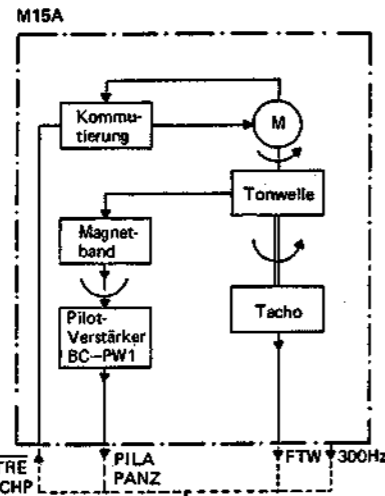 M15A
Kommu-
tierung
M
Tonwelle
Magnet-
band
Pilot-
Verstärker
BC-PW1
Tacho
TRE
CHP
PILA
PANZ
FTW
300Hz